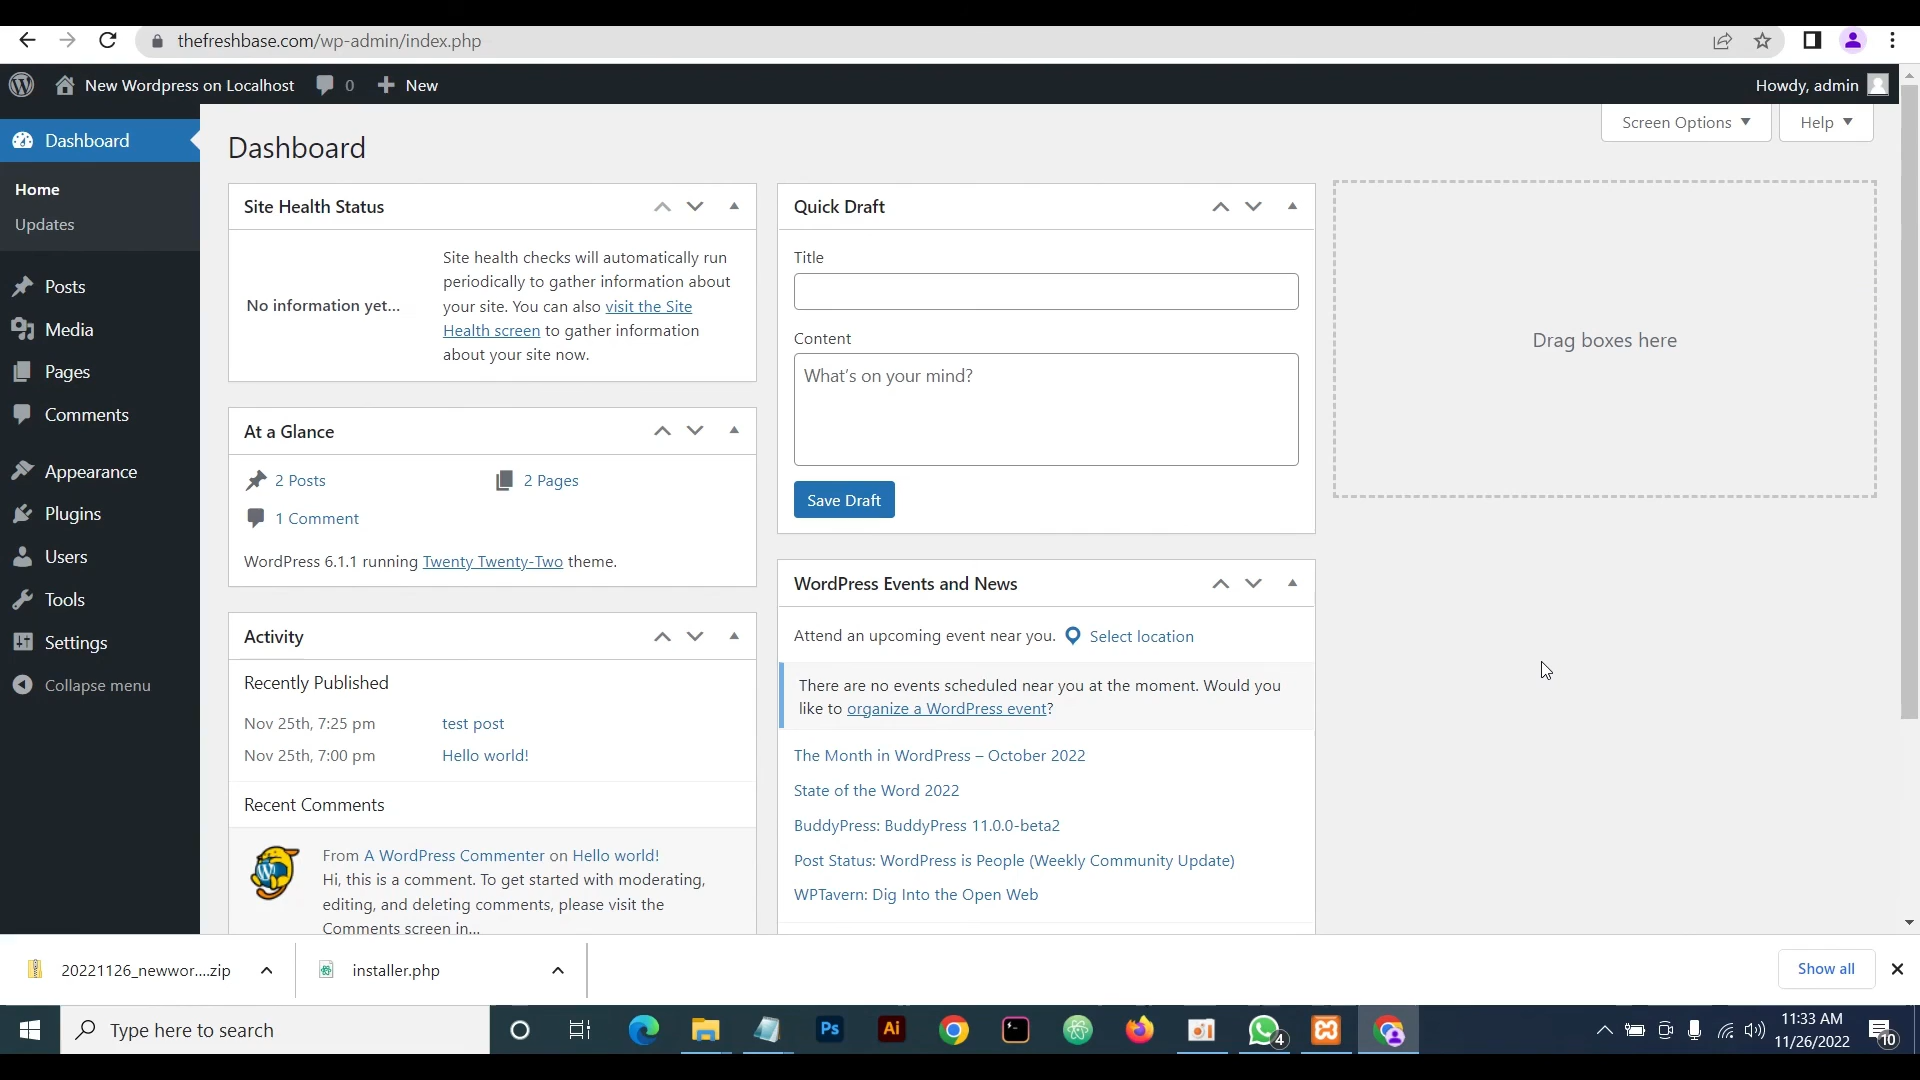 thefreshbase.com/wp-admin/index.php
New Wordpress on Localhost 0 New Howdy, admin
Screen Options Help
Dashboard
Home
Updates
Posts
Media
Pages
Comments
Appearance
Plugins
Users
Tools
Settings
Collapse menu
Dashboard
Site Health Status
No information yet...
Site health checks will automatically run
periodically to gather information about
your site. You can also visit the Site
Health screen to gather information
about your site now.
At a Glance
2 Posts 2 Pages
1 Comment
WordPress 6.1.1 running Twenty Twenty-Two theme.
Activity
Recently Published
Nov 25th, 7:25 pm test post
Nov 25th, 7:00 pm Hello world!
Recent Comments
From A WordPress Commenter on Hello world!
Hi, this is a comment. To get started with moderating,
editing, and deleting comments, please visit the
Comments screen in...
Quick Draft
Title
Content
What's on your mind?
Save Draft
WordPress Events and News
Attend an upcoming event near you. Select location
There are no events scheduled near you at the moment. Would you
like to organize a WordPress event?
The Month in WordPress – October 2022
State of the Word 2022
BuddyPress: BuddyPress 11.0.0-beta2
Post Status: WordPress is People (Weekly Community Update)
WPTavern: Dig Into the Open Web
Drag boxes here
20221126_newwor....zip installer.php Show all
Type here to search
Ps
Ai
4
11:33 AM
11/26/2022
10